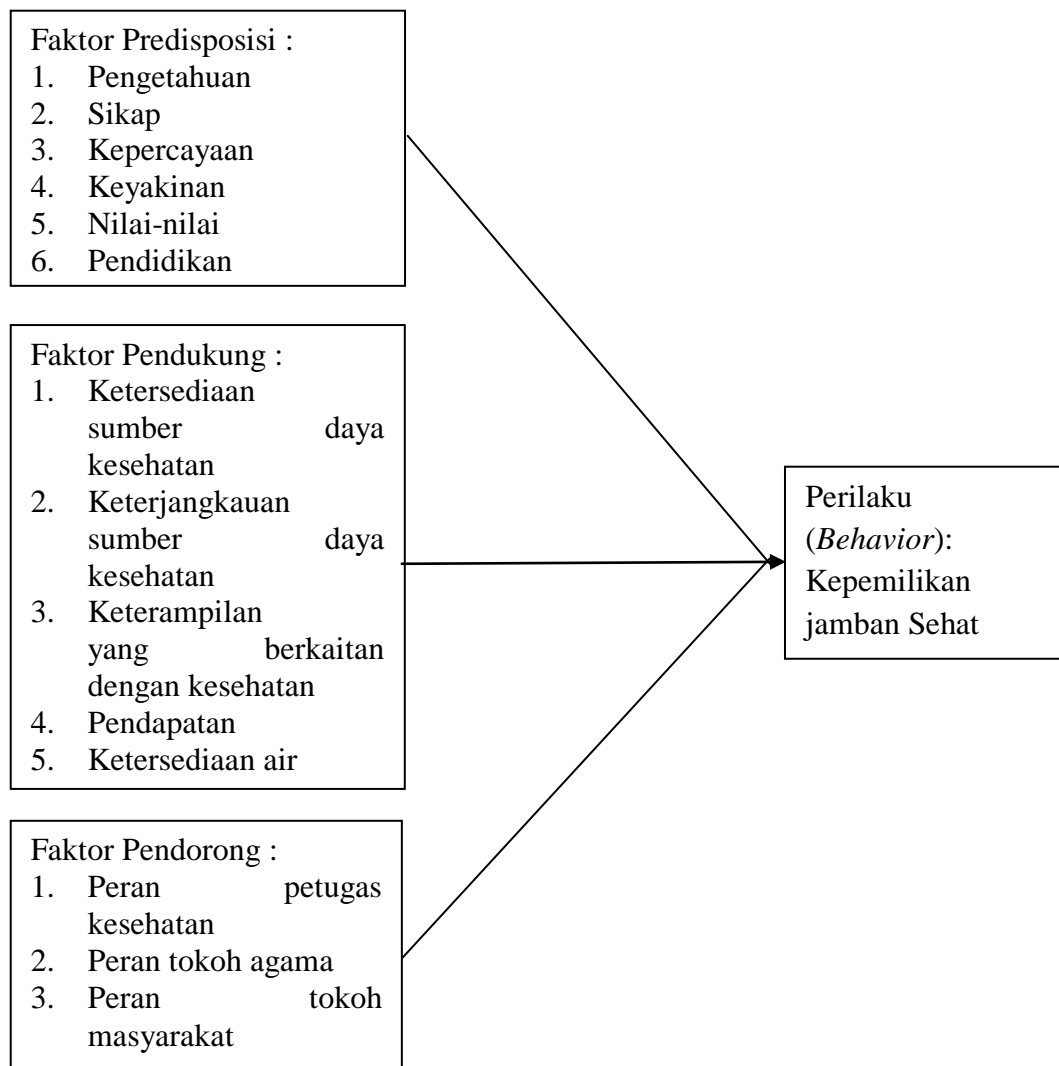 Faktor Predisposisi :
1. Pengetahuan
2. Sikap
3. Kepercayaan
4. Keyakinan
5. Nilai-nilai
6. Pendidikan
Faktor Pendukung :
1. Ketersediaan
sumber daya
kesehatan
2. Keterjangkauan
sumber daya
kesehatan
3. Keterampilan
yang berkaitan
dengan kesehatan
4. Pendapatan
5. Ketersediaan air
Faktor Pendorong :
1. Peran petugas
kesehatan
2. Peran tokoh agama
3. Peran tokoh
masyarakat
Perilaku
(Behavior):
Kepemilikan
jamban Sehat